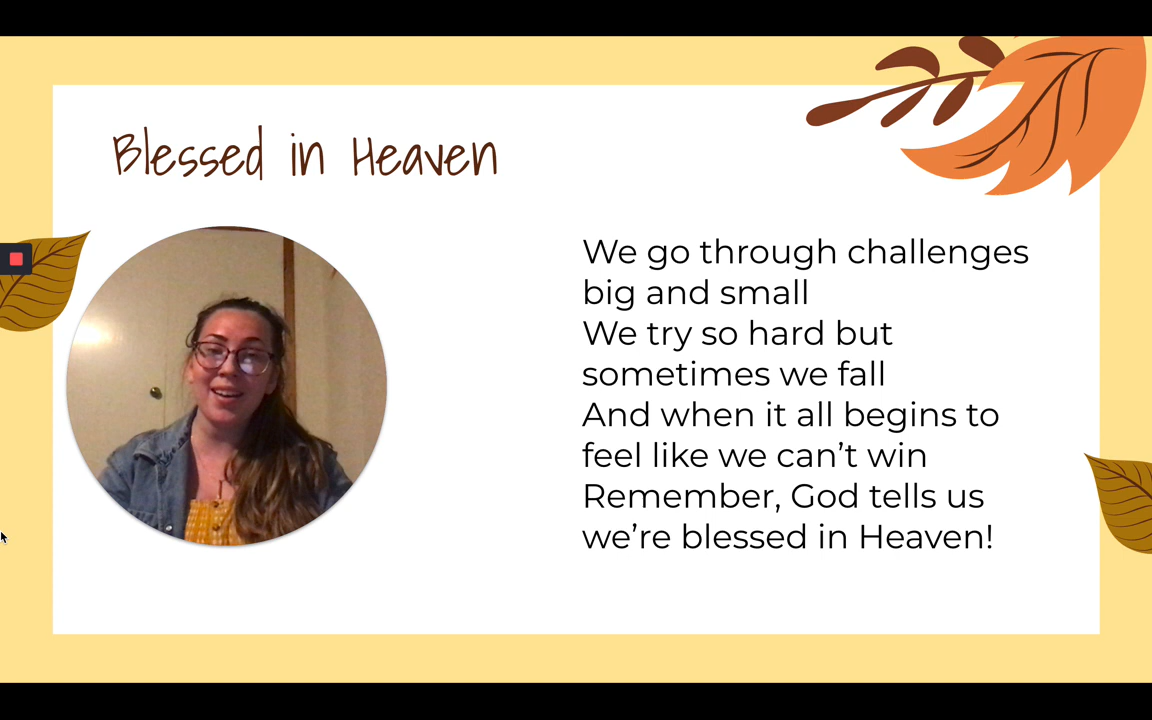 Blessed in Heaven
We go through challenges
big and small
We try so hard but
sometimes we fall
And when it all begins to
feel like we can’t win
Remember, God tells us
we’re blessed in Heaven!